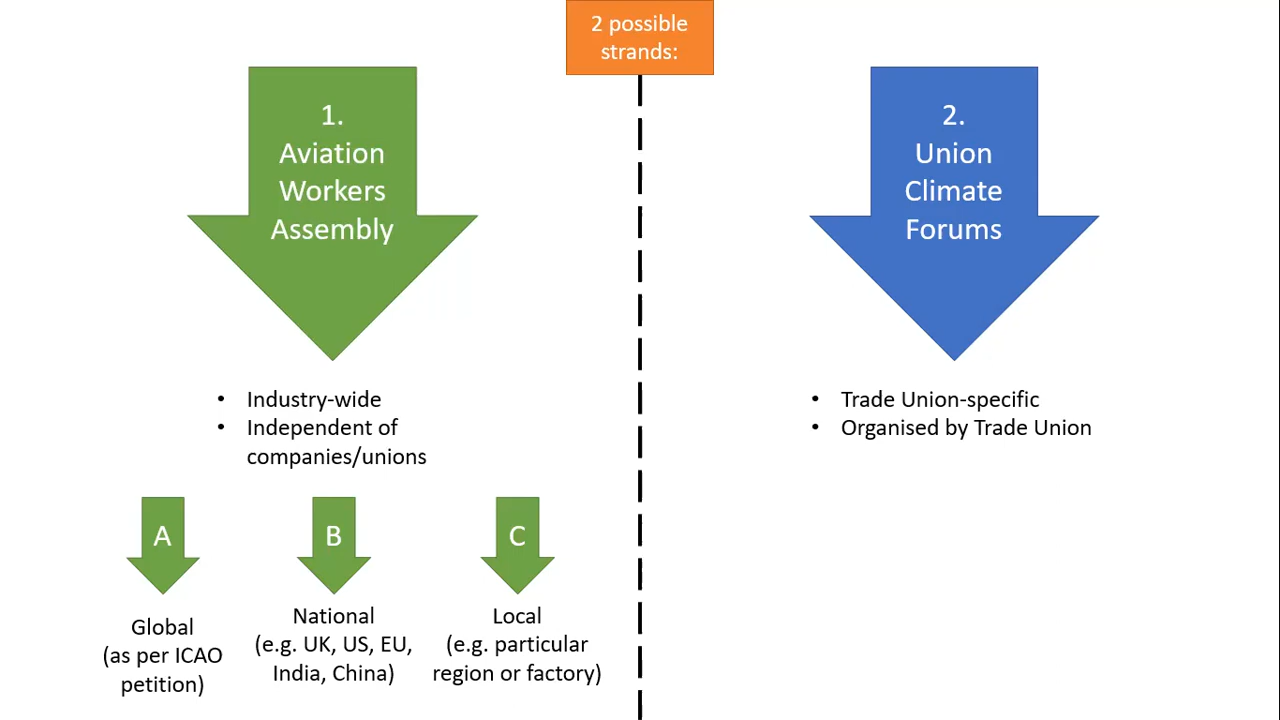 2 possible
strands:
1.
Aviation
Workers
Assembly
• Industry-wide
• Independent of
companies/unions
A
Global
(as per ICAO
petition)
B
National
(e.g. UK, US, EU,
India, China)
C
Local
(e.g. particular
region or factory)
2.
Union
Climate
Forums
• Trade Union-specific
• Organised by Trade Union